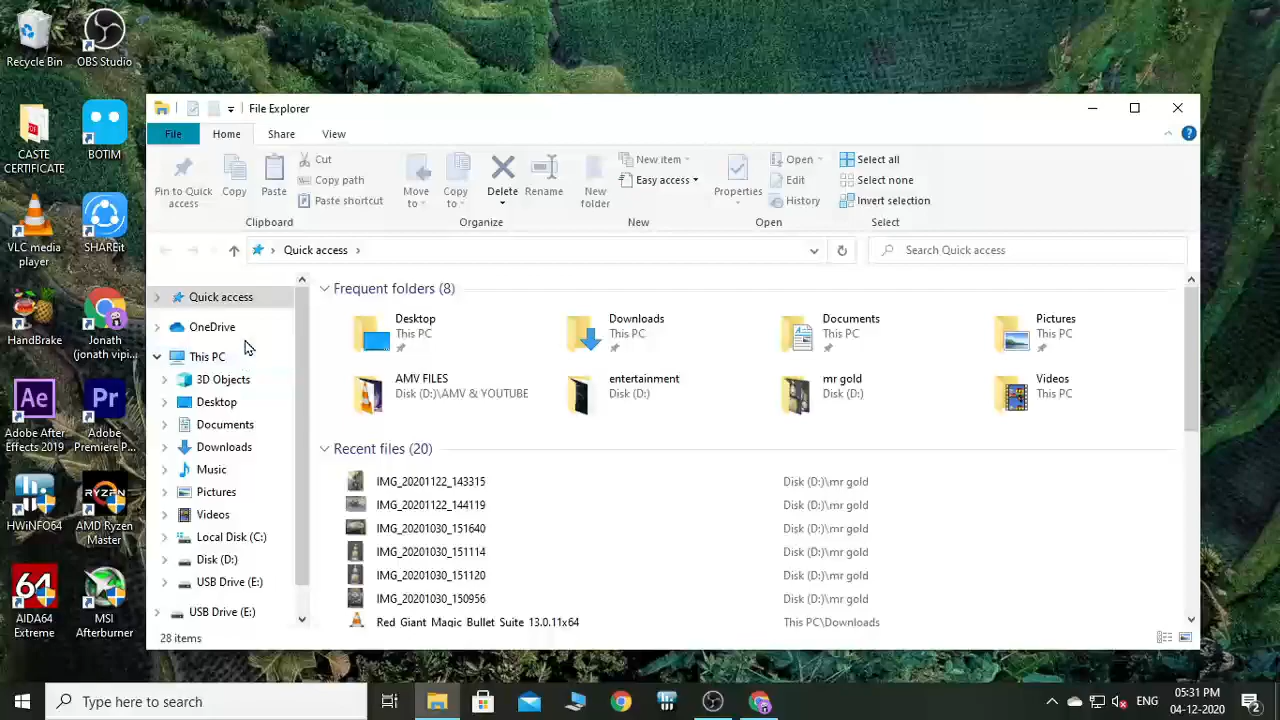 Recycle Bin
OBS Studio
CASTE
CERTIFICATE
BOTIM
VLC media
player
SHAREit
HandBrake
Jonath
(jonath vipi...
Ae
Adobe After
Effects 2019
Pr
Adobe
Premiere P...
HWiNFO64
RYZEN
AMD Ryzen
Master
64
AIDA64
Extreme
MSI
Afterburner
File Explorer
File
Home
Share
View
Pin to Quick
access
Copy
Paste
Cut
Copy path
Paste shortcut
Clipboard
Move
to
Copy
to
Delete
Rename
Organize
New
folder
New item
Easy access
New
Properties
Open
Edit
History
Open
Select all
Select none
Invert selection
Select
Quick access
Search Quick access
Quick access
OneDrive
This PC
3D Objects
Desktop
Documents
Downloads
Music
Pictures
Videos
Local Disk (C:)
Disk (D:)
USB Drive (E:)
USB Drive (E:)
Frequent folders (8)
Desktop
This PC
Downloads
This PC
Documents
This PC
Pictures
This PC
AMV FILES
Disk (D:)\AMV & YOUTUBE
entertainment
Disk (D:)
mr gold
Disk (D:)
Videos
This PC
Recent files (20)
IMG_20201122_143315 Disk (D:)\mr gold
IMG_20201122_144119 Disk (D:)\mr gold
IMG_20201030_151640 Disk (D:)\mr gold
IMG_20201030_151114 Disk (D:)\mr gold
IMG_20201030_151120 Disk (D:)\mr gold
IMG_20201030_150956 Disk (D:)\mr gold
Red Giant Magic Bullet Suite 13.0.11x64 This PC\Downloads
28 items
Type here to search
ENG
05:31 PM
04-12-2020
2